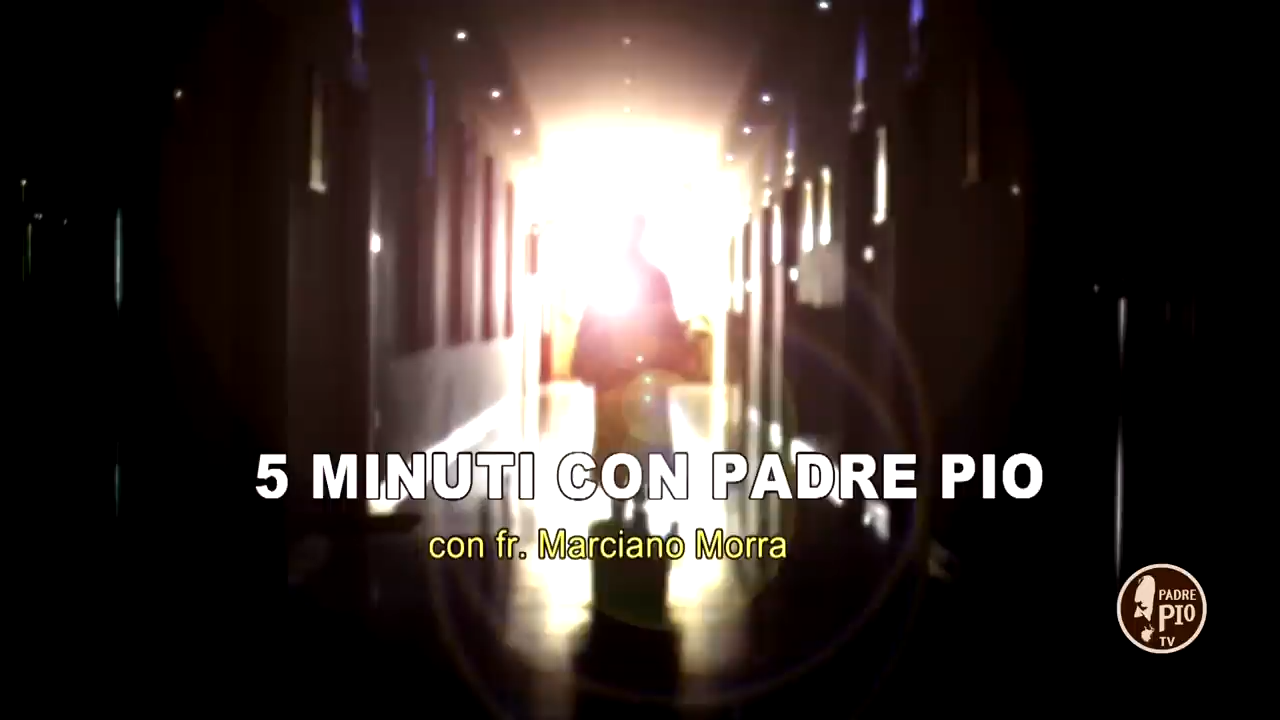 5 MINUTI CON PADRE PIO
con fr. Marciano Morra
PADRE
PIO
TV